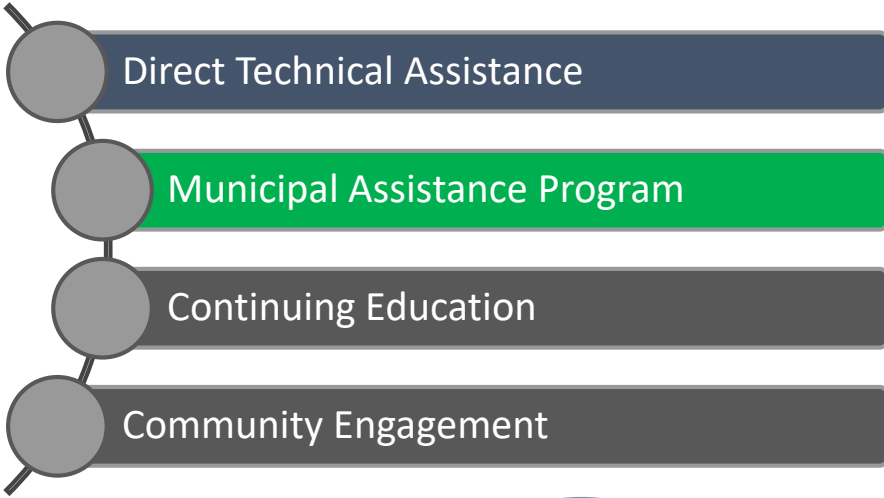 Direct Technical Assistance
Municipal Assistance Program
Continuing Education
Community Engagement